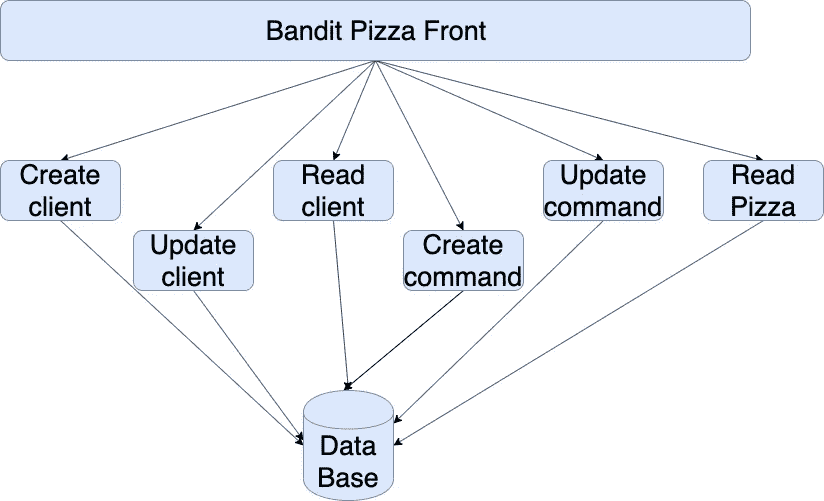 Bandit Pizza Front
Create
client
Update
client
Read
client
Create
command
Update
command
Read
Pizza
Data
Base